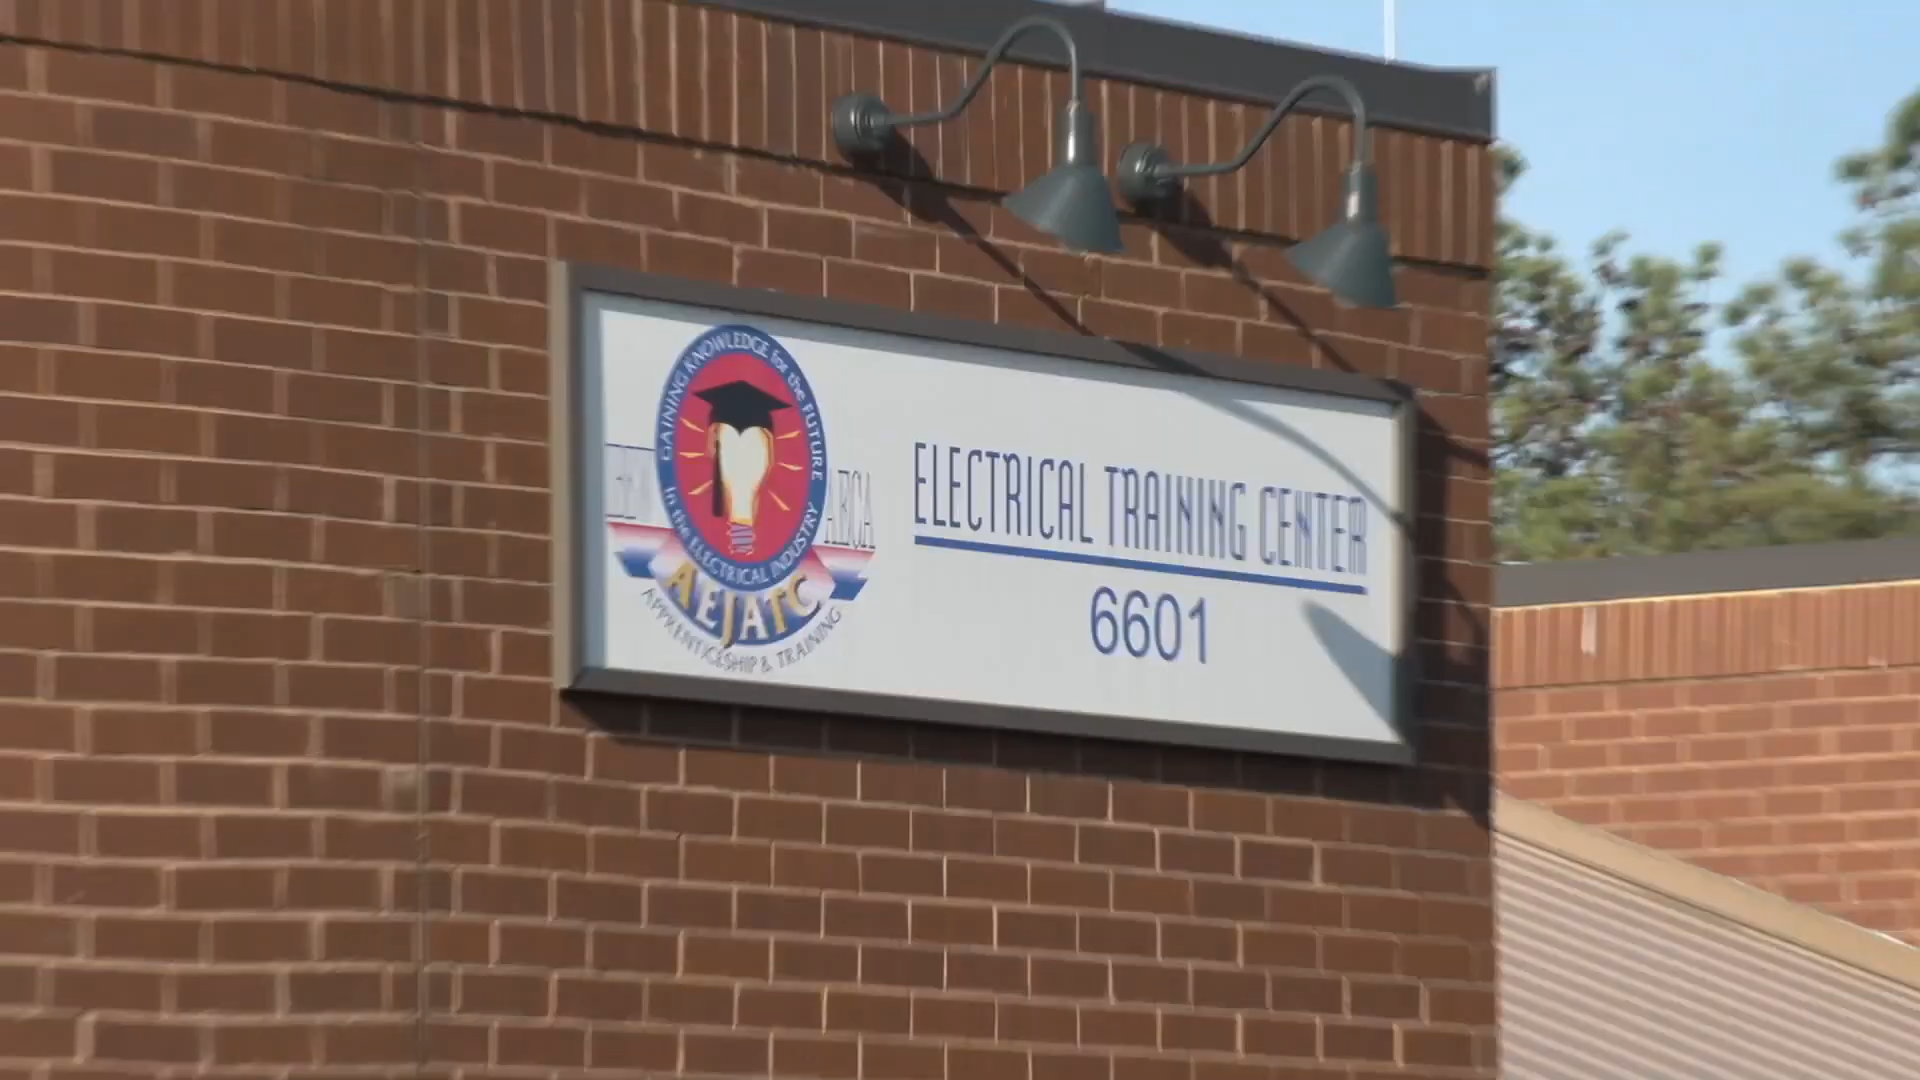 GAINING KNOWLEDGE for the FUTURE
in the ELECTRICAL INDUSTRY
AEJATC
APPRENTICESHIP & TRAINING
ELECTRICAL TRAINING CENTER
6601